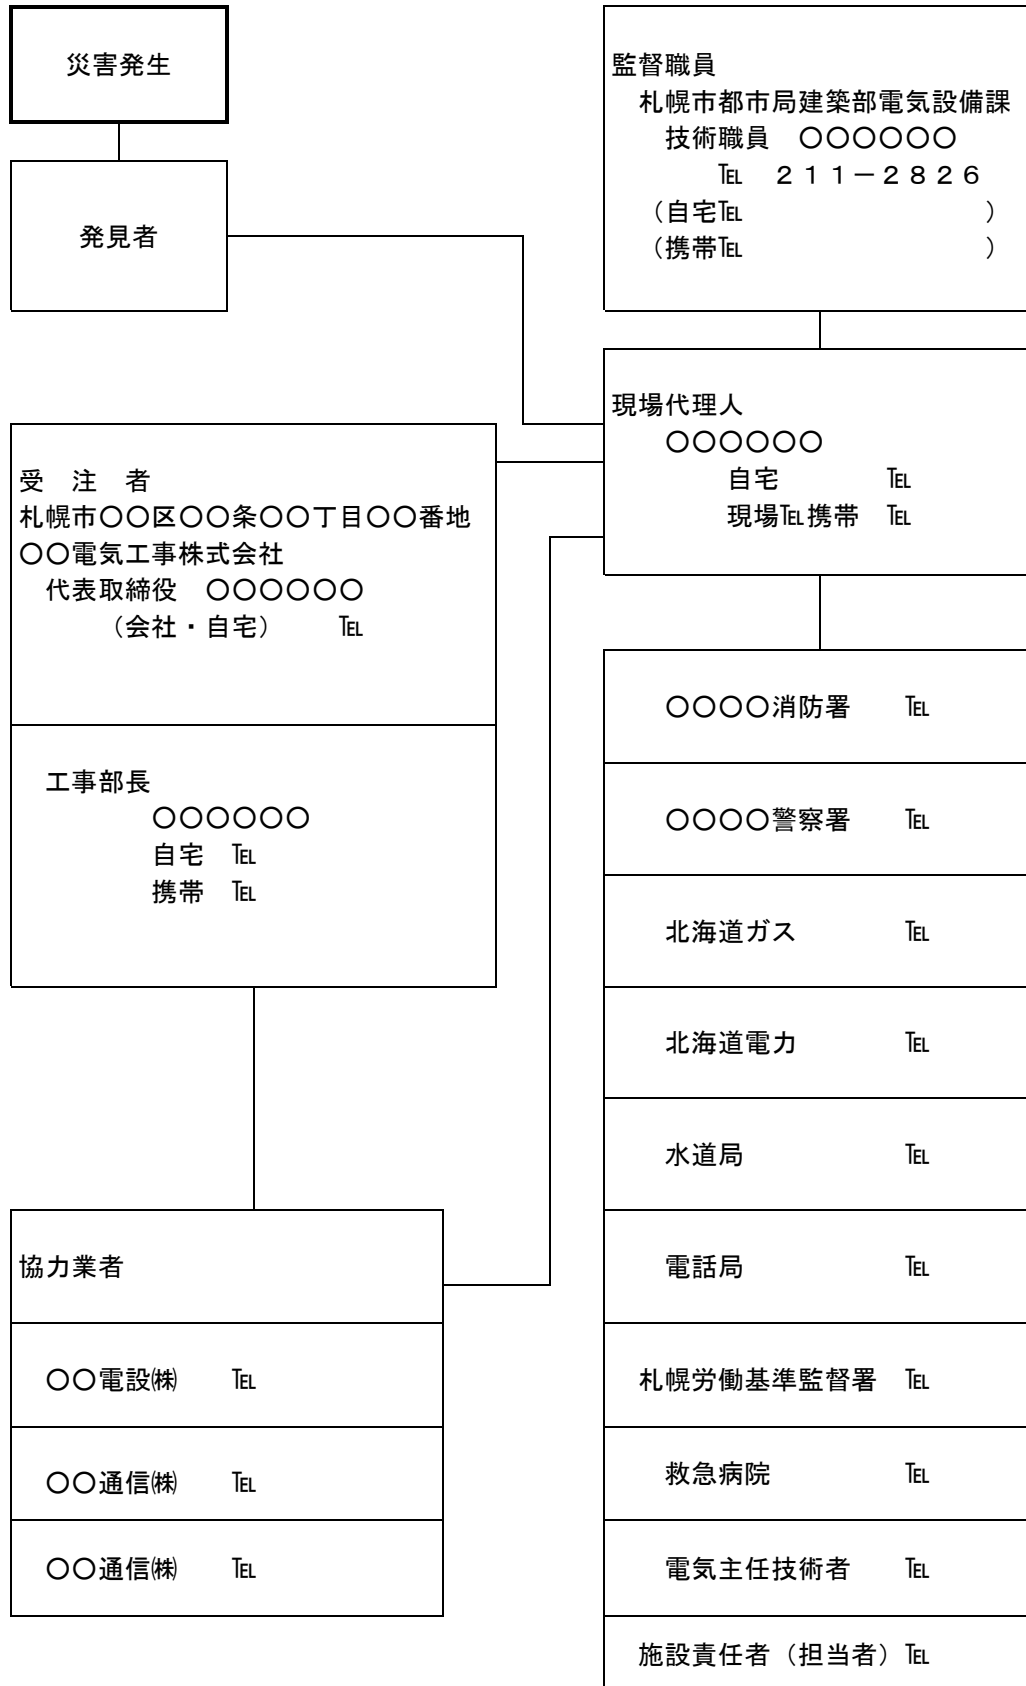 災害発生
発見者
監督職員
札幌市都市局建築部電気設備課
技術職員　〇〇〇〇〇〇
℡　２１１－２８２６
（自宅℡　　　　　　　　　）
（携帯℡　　　　　　　　　）
現場代理人
〇〇〇〇〇〇
自宅　　　　℡
現場℡携帯　℡
受　注　者
札幌市〇〇区〇〇条〇〇丁目〇〇番地
〇〇電気工事株式会社
代表取締役　〇〇〇〇〇〇
（会社・自宅）　　℡
工事部長
〇〇〇〇〇〇
自宅　℡
携帯　℡
協力業者
〇〇電設㈱　　℡
〇〇通信㈱　　℡
〇〇通信㈱　　℡
〇〇〇〇消防署　　℡
〇〇〇〇警察署　　℡
北海道ガス　　　　℡
北海道電力　　　　℡
水道局　　　　　　℡
電話局　　　　　　℡
札幌労働基準監督署　℡
救急病院　　　　　℡
電気主任技術者　　℡
施設責任者（担当者）℡